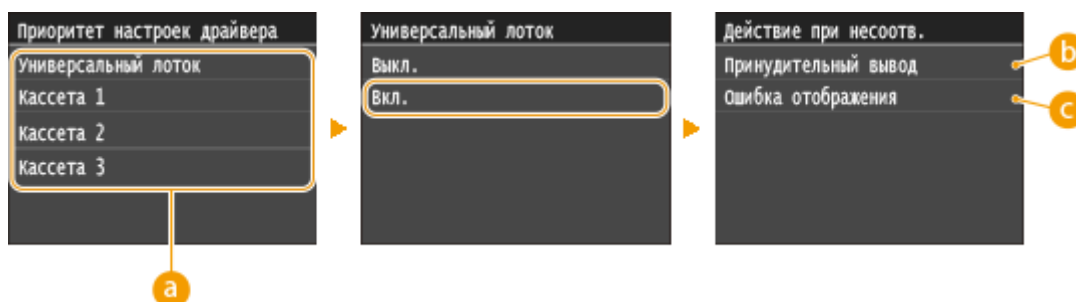 Приоритет настроек драйвера
Универсальный лоток
Кассета 1
Кассета 2
Кассета 3
a
Универсальный лоток
Выкл.
Вкл.
Действие при несоотв.
Принудительный вывод
b
Ошибка отображения
c